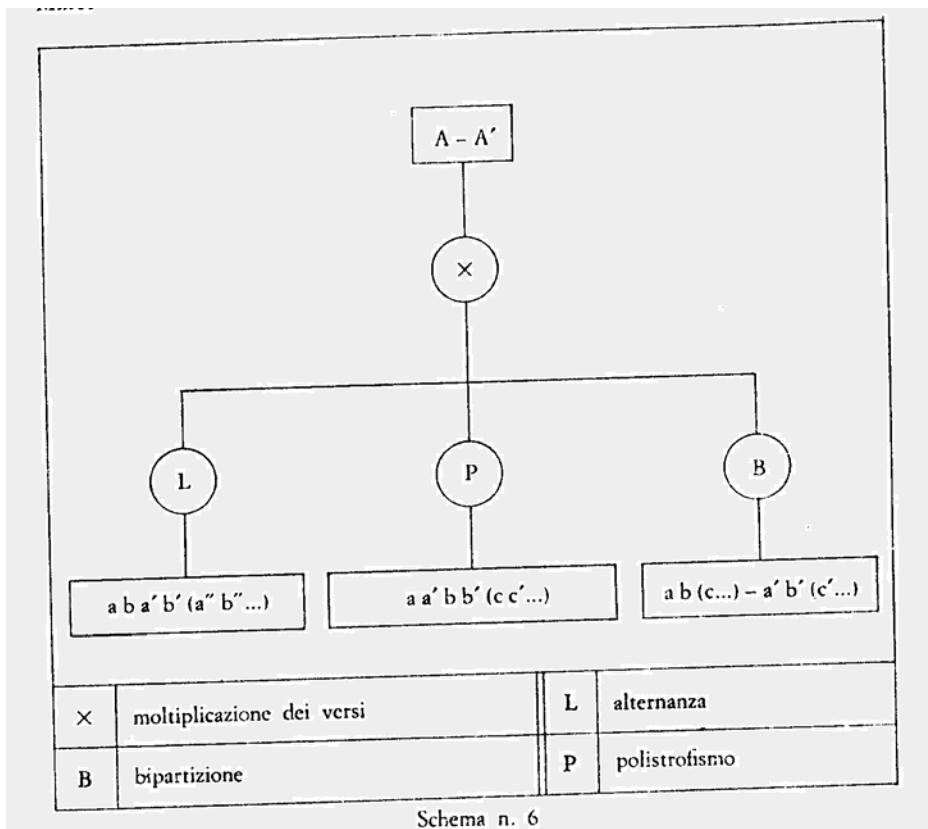 A – A′
×
L P B
a b a′ b′ (a″ b″...) a a′ b b′ (c c′...) a b (c...) – a′ b′ (c′...)
× moltiplicazione dei versi L alternanza
B bipartizione P polistrofismo
Schema n. 6